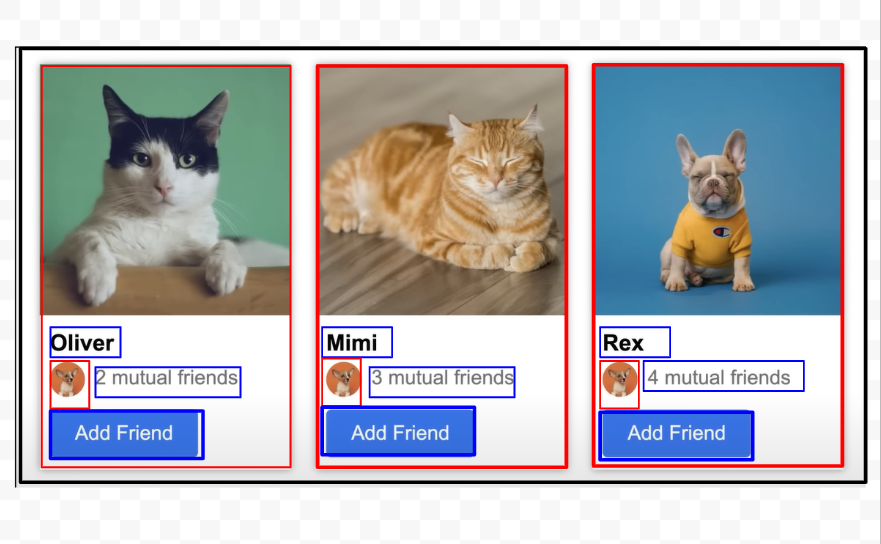 Oliver
2 mutual friends
Add Friend
Mimi
3 mutual friends
Add Friend
Rex
4 mutual friends
Add Friend